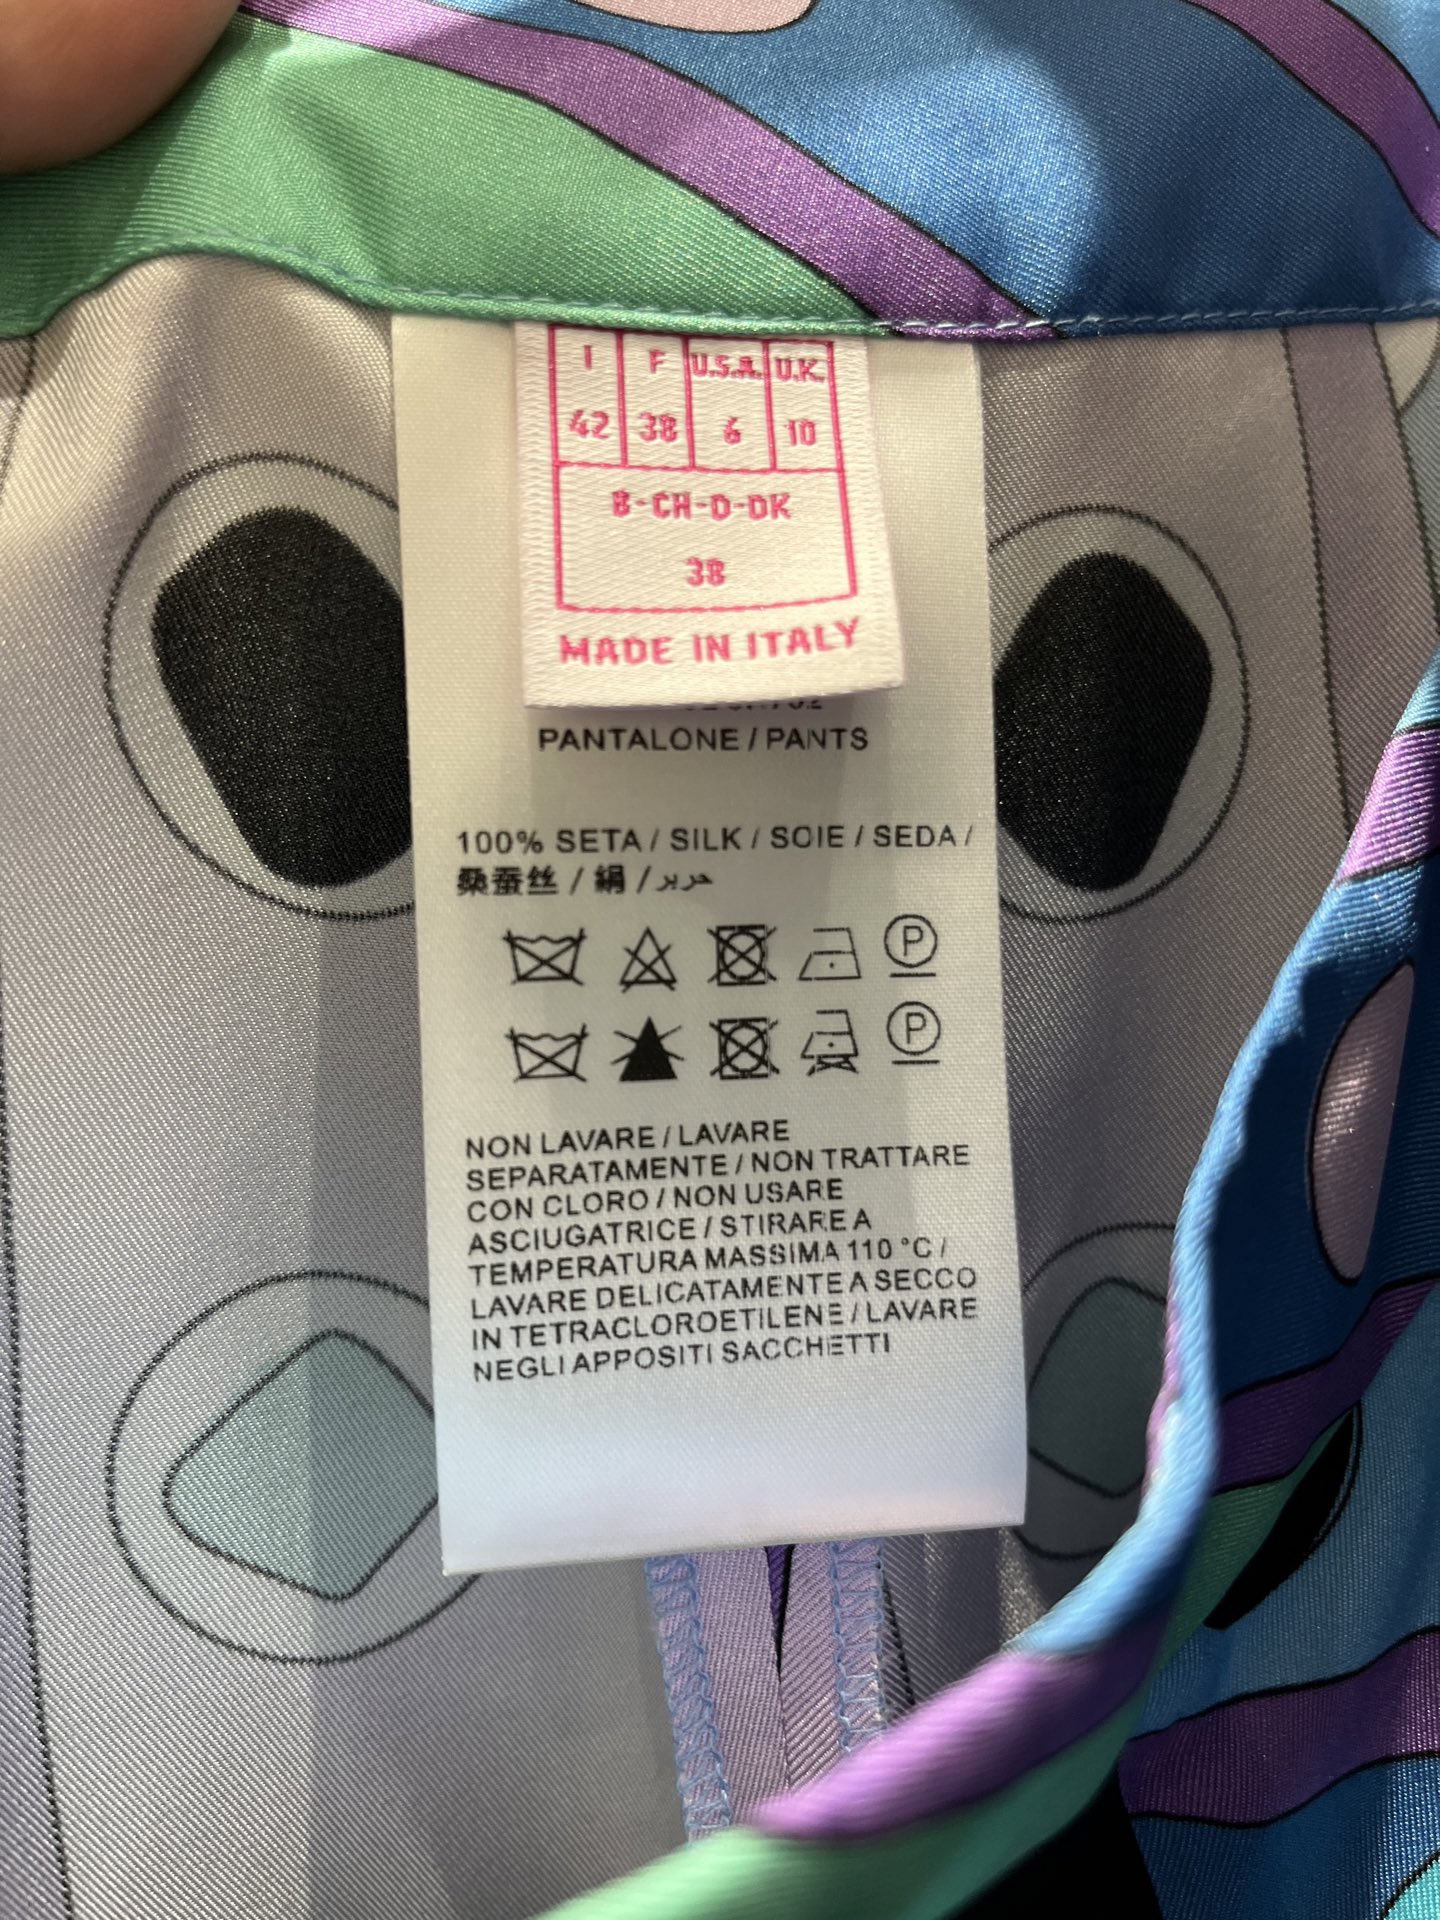 I F U.S.A. U.K.
42 38 6 10
B-CH-D-DK
38
MADE IN ITALY
PANTALONE / PANTS
100% SETA / SILK / SOIE / SEDA /
桑蚕丝 / 絹 / حرير
P
P
NON LAVARE / LAVARE
SEPARATAMENTE / NON TRATTARE
CON CLORO / NON USARE
ASCIUGATRICE / STIRARE A
TEMPERATURA MASSIMA 110 °C /
LAVARE DELICATAMENTE A SECCO
IN TETRACLOROETILENE / LAVARE
NEGLI APPOSITI SACCHETTI